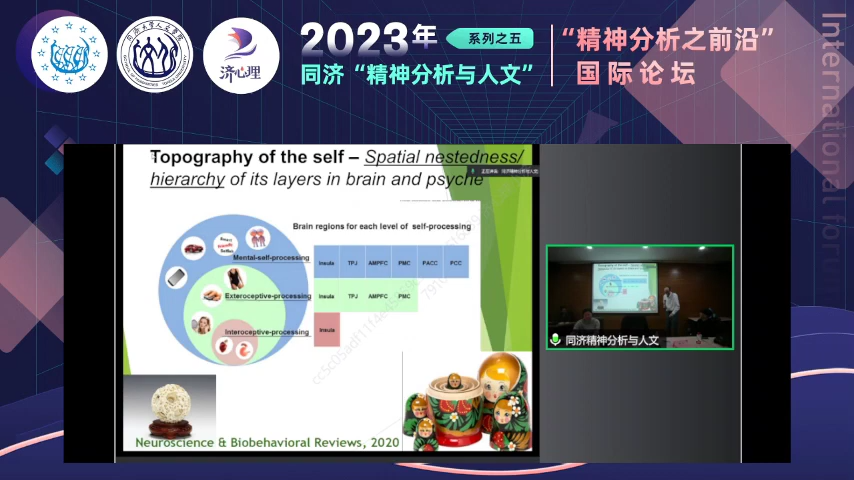 2023年 系列之五
同济“精神分析与人文”
“精神分析之前沿”
国际论坛
International forum
济心理
Topography of the self – Spatial nestedness/
hierarchy of its layers in brain and psyche
Brain regions for each level of self-processing
Mental-self-processing
Insula TPJ AMPFC PMC PACC PCC
Exteroceptive-processing
Insula TPJ AMPFC PMC
Interoceptive-processing
Insula
Neuroscience & Biobehavioral Reviews, 2020
同济精神分析与人文